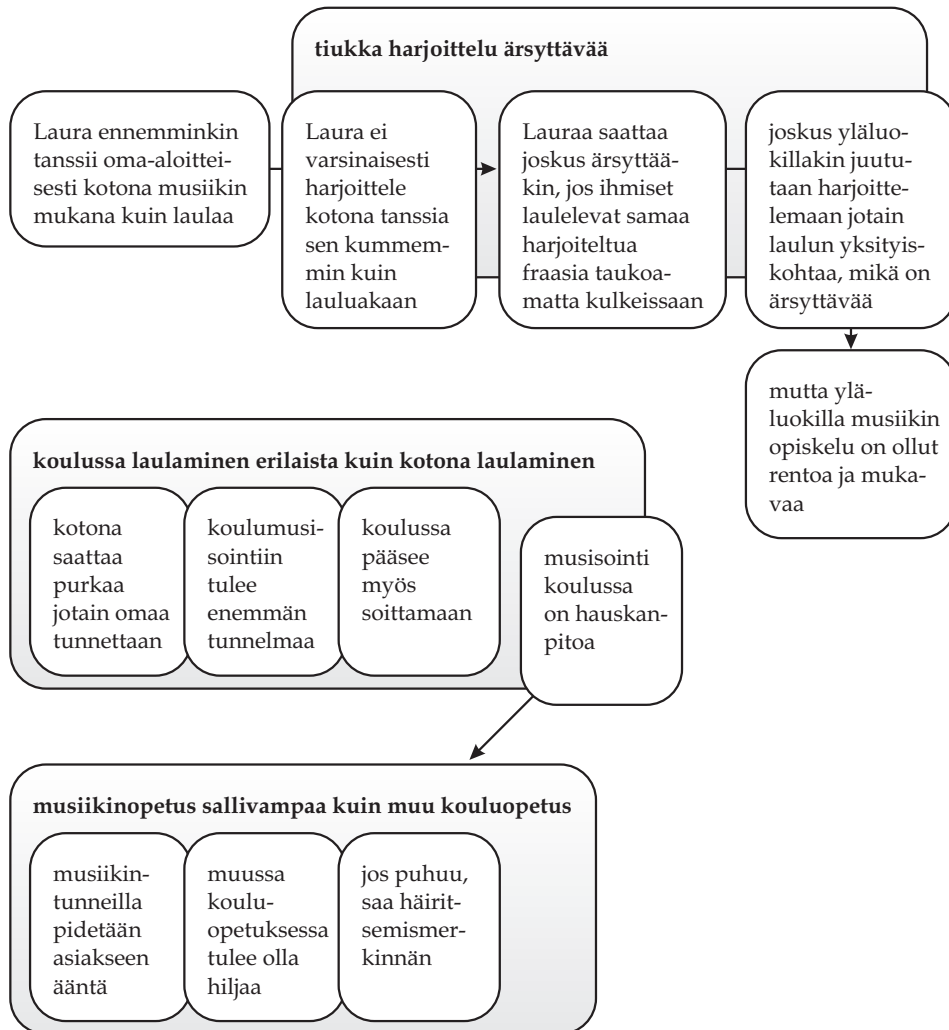 tiukka harjoittelu ärsyttävää
Laura ennemminkin
tanssii oma-aloittei-
sesti kotona musiikin
mukana kuin laulaa
Laura ei
varsinaisesti
harjoittele
kotona tanssia
sen kummem-
min kuin
lauluakaan
Lauraa saattaa
joskus ärsyttää-
kin, jos ihmiset
laulelevat samaa
harjoiteltua
fraasia taukoa-
matta kulkeissaan
joskus yläluo-
killakin juutu-
taan harjoitte-
lemaan jotain
laulun yksityis-
kohtaa, mikä on
ärsyttävää
mutta ylä-
luokilla musiikin
opiskelu on ollut
rentoa ja muka-
vaa
koulussa laulaminen erilaista kuin kotona laulaminen
kotona
saattaa
purkaa
jotain omaa
tunnettaan
koulumusi-
sointiin
tulee
enemmän
tunnelmaa
koulussa
pääsee
myös
soittamaan
musisointi
koulussa
on hauskan-
pitoa
musiikinopetus sallivampaa kuin muu kouluopetus
musiikin-
tunneilla
pidetään
asiakseen
ääntä
muussa
koulu-
opetuksessa
tulee olla
hiljaa
jos puhuu,
saa häirit-
semismer-
kinnän